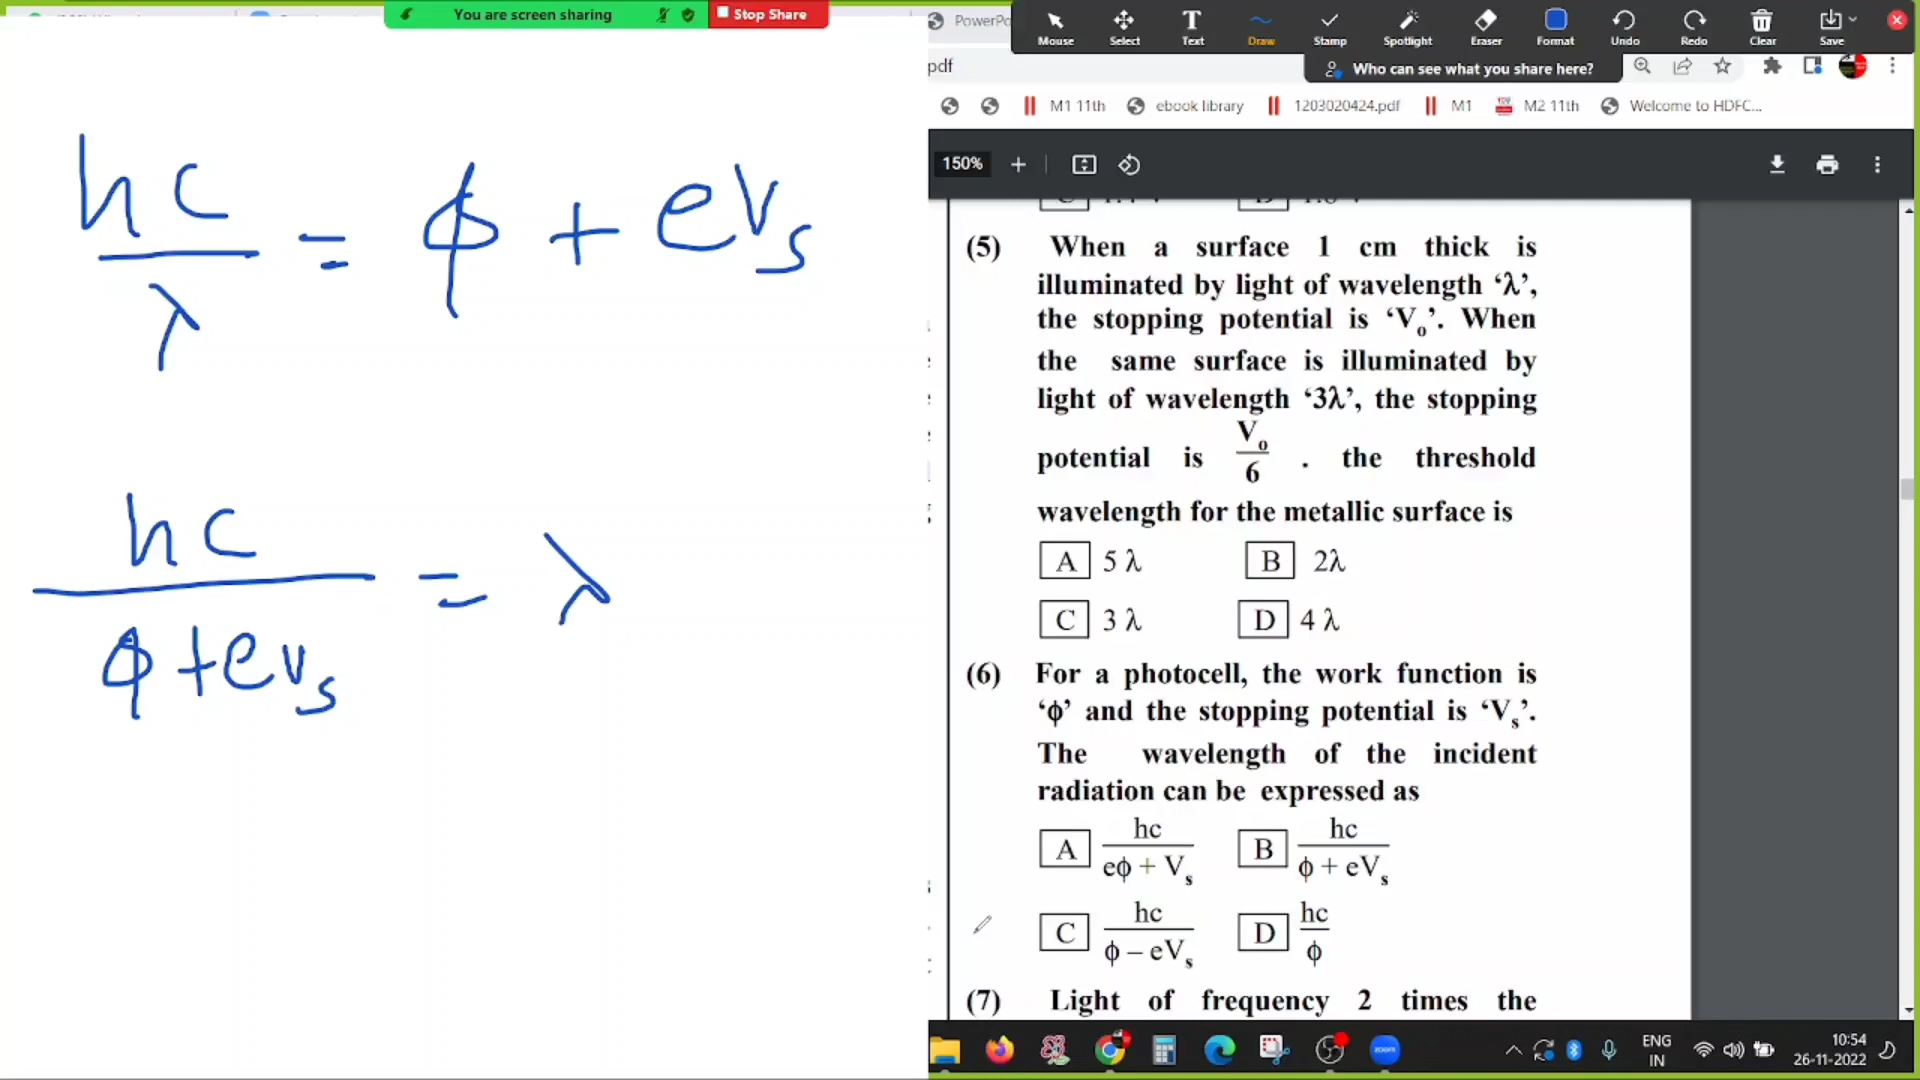 You are screen sharing
Stop Share
PowerPo
Mouse
Select
Text
Draw
Stamp
Spotlight
Eraser
Format
Undo
Redo
Clear
Save
pdf
Who can see what you share here?
M1 11th
ebook library
1203020424.pdf
M1
M2 11th
Welcome to HDFC...
150%
hc/λ = ϕ + eVs
hc/ϕ+evs = λ
(5) When a surface 1 cm thick is
illuminated by light of wavelength ‘λ’,
the stopping potential is ‘Vo’. When
the same surface is illuminated by
light of wavelength ‘3λ’, the stopping
potential is Vo/6 . the threshold
wavelength for the metallic surface is
A 5 λ B 2λ
C 3 λ D 4 λ
(6) For a photocell, the work function is
‘ϕ’ and the stopping potential is ‘Vs’.
The wavelength of the incident
radiation can be expressed as
A hc/eϕ + Vs B hc/ϕ + eVs
C hc/ϕ – eVs D hc/ϕ
(7) Light of frequency 2 times the
zoom
ENG
IN
10:54
26-11-2022